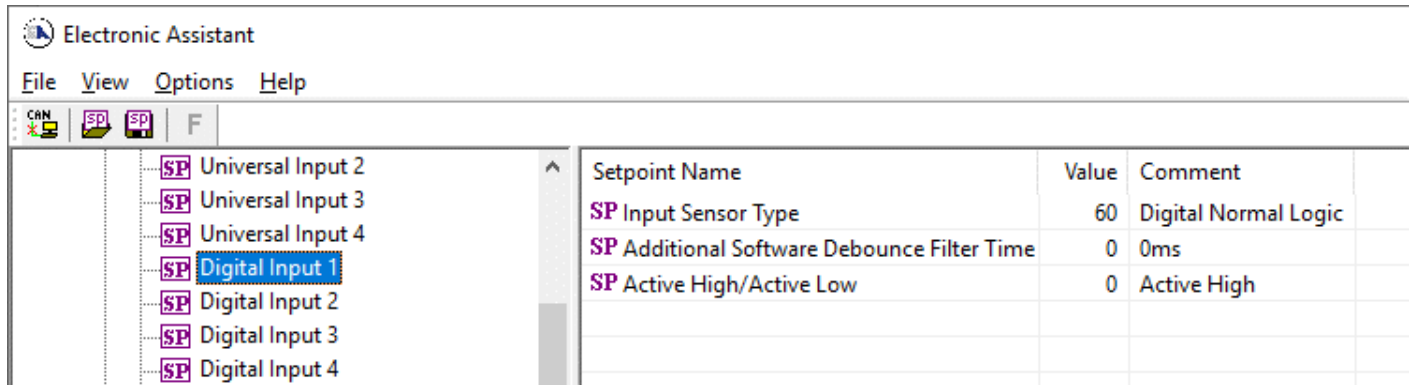 Electronic Assistant
File View Options Help
CAN SP SP F
SP Universal Input 2
SP Universal Input 3
SP Universal Input 4
SP Digital Input 1
SP Digital Input 2
SP Digital Input 3
SP Digital Input 4
Setpoint Name Value Comment
SP Input Sensor Type 60 Digital Normal Logic
SP Additional Software Debounce Filter Time 0 0ms
SP Active High/Active Low 0 Active High